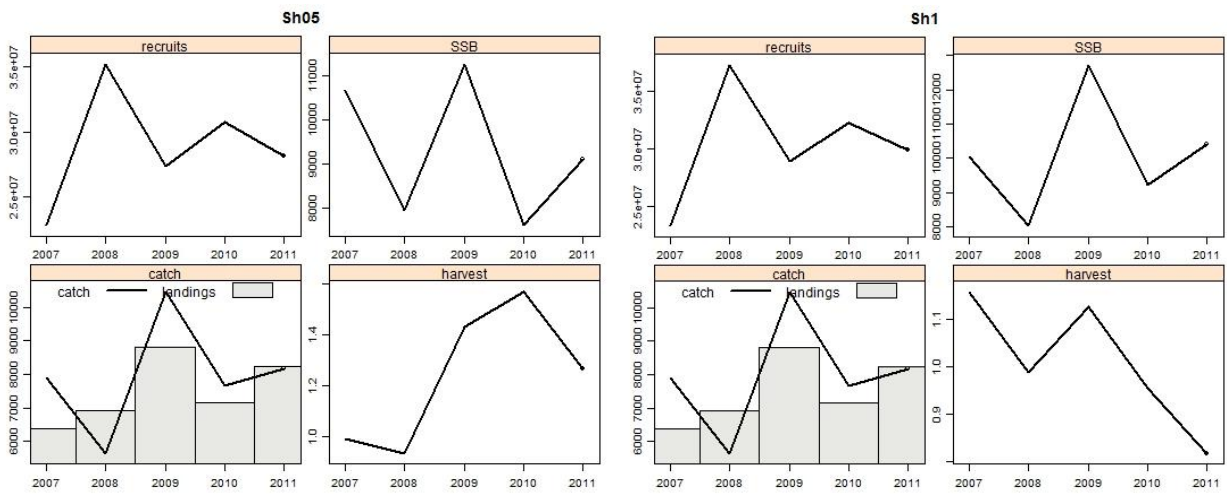 Sh05
recruits
3.5e+07
3.0e+07
2.5e+07
2007 2008 2009 2010 2011
SSB
11000
10000
9000
8000
2007 2008 2009 2010 2011
catch
catch landings
10000
9000
8000
7000
6000
2007 2008 2009 2010 2011
harvest
1.4
1.2
1.0
2007 2008 2009 2010 2011
Sh1
recruits
3.5e+07
3.0e+07
2.5e+07
2007 2008 2009 2010 2011
SSB
12000
11000
10000
9000
8000
2007 2008 2009 2010 2011
catch
catch landings
10000
9000
8000
7000
6000
2007 2008 2009 2010 2011
harvest
1.1
1.0
0.9
2007 2008 2009 2010 2011